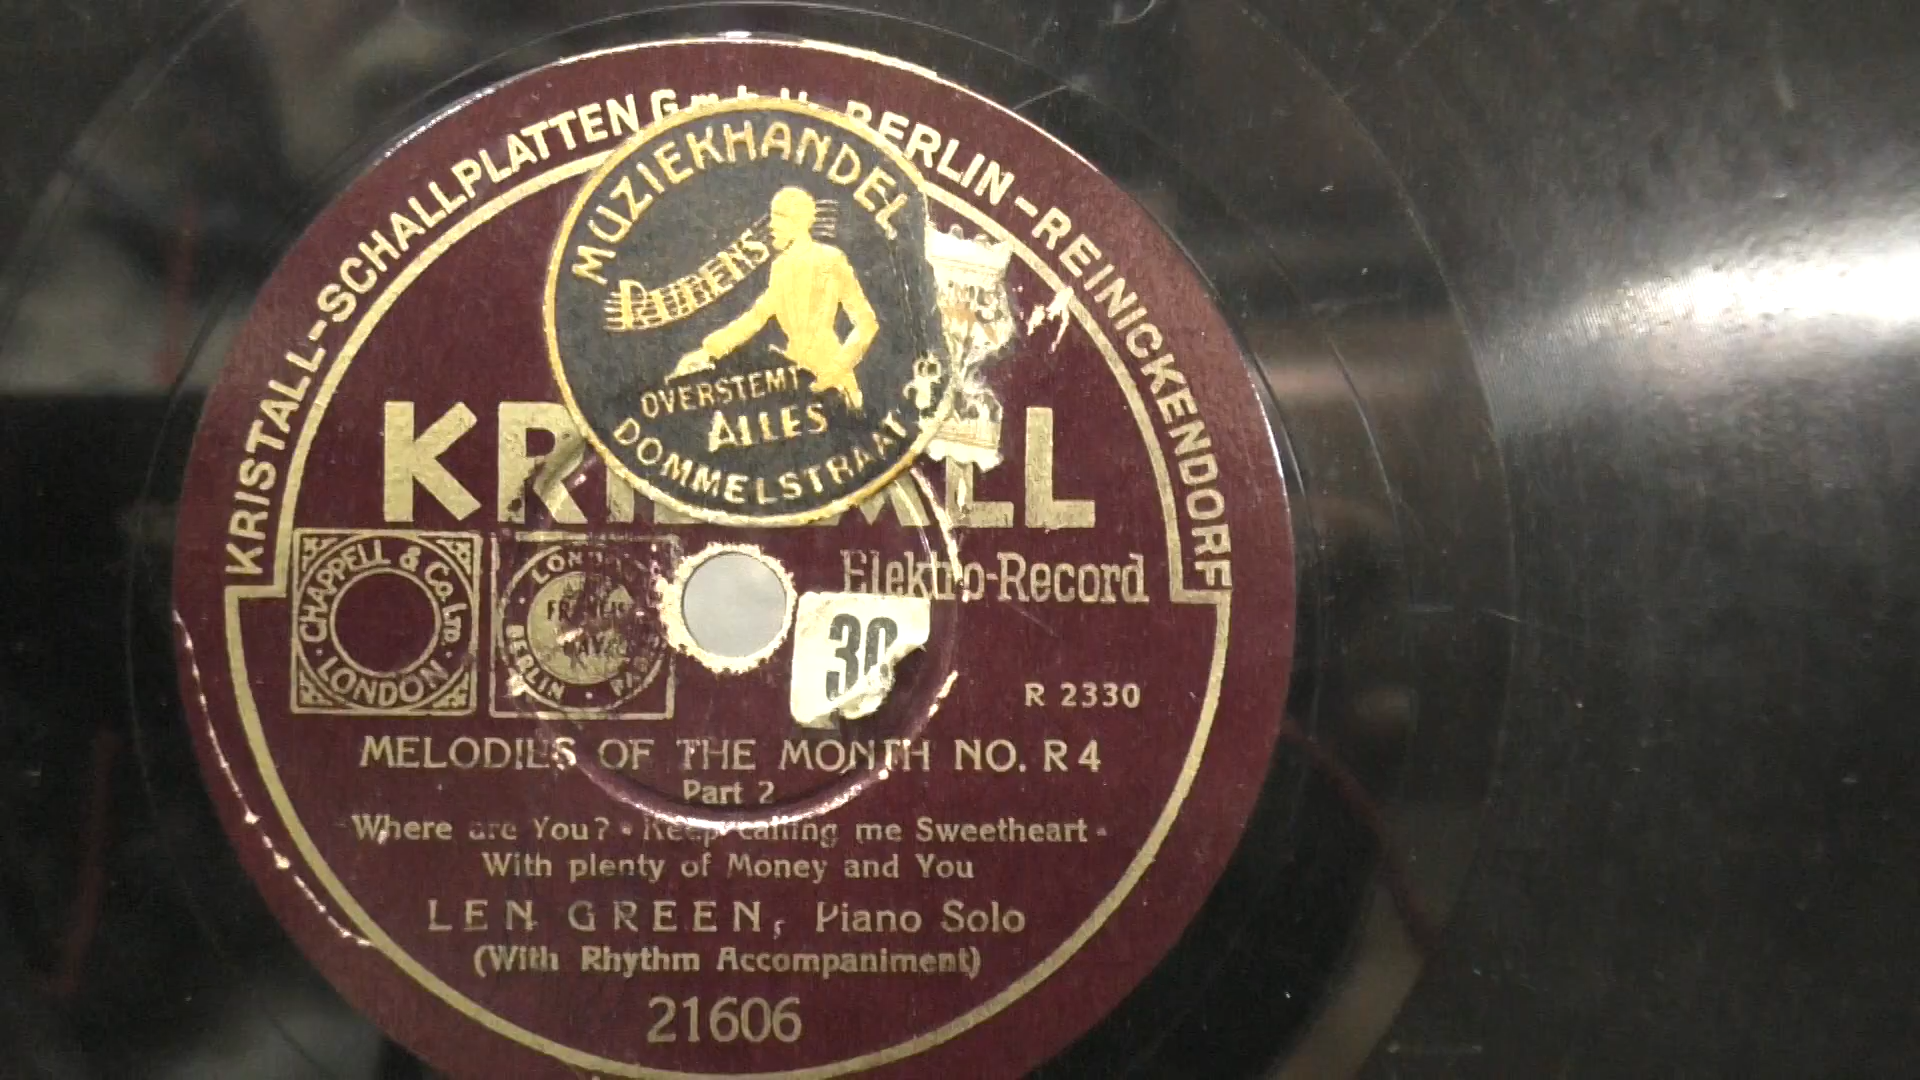 KRISTALL-SCHALLPLATTEN G.m.b.H. BERLIN-REINICKENDORF
MUZIEKHANDEL
OVERSTEMT
ALLES
DOMMELSTRAAT 28
Elektro-Record
CHAPPELL & CO. LTD. · LONDON ·
BERLIN
30
R 2330
MELODIES OF THE MONTH NO. R 4
Part 2
Where are You? • Keep calling me Sweetheart •
With plenty of Money and You
LEN GREEN, Piano Solo
(With Rhythm Accompaniment)
21606